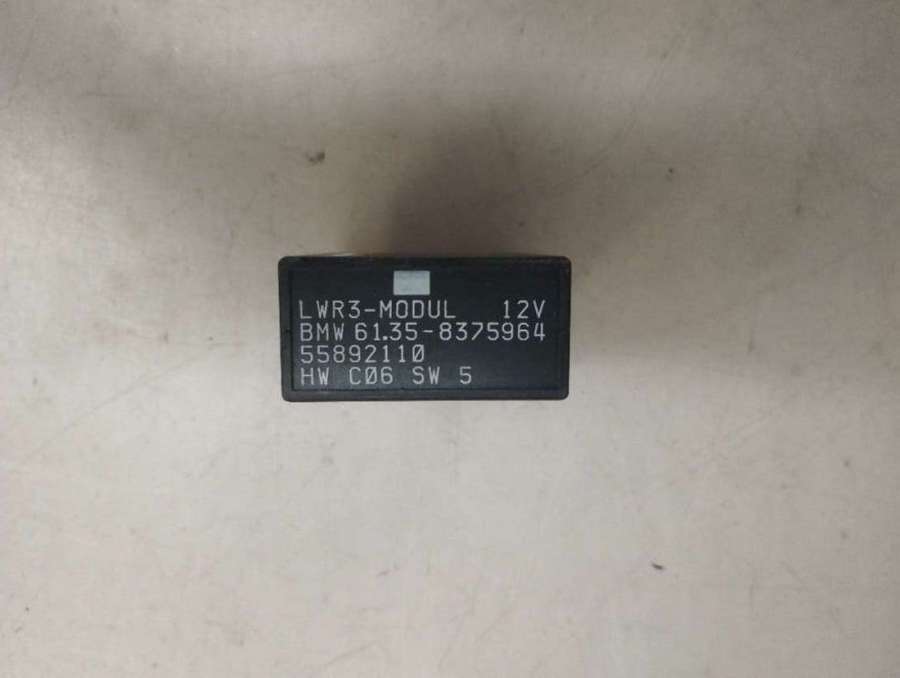 LWR3-MODUL 12V
BMW 61.35-8375964
55892110
HW C06 SW 5